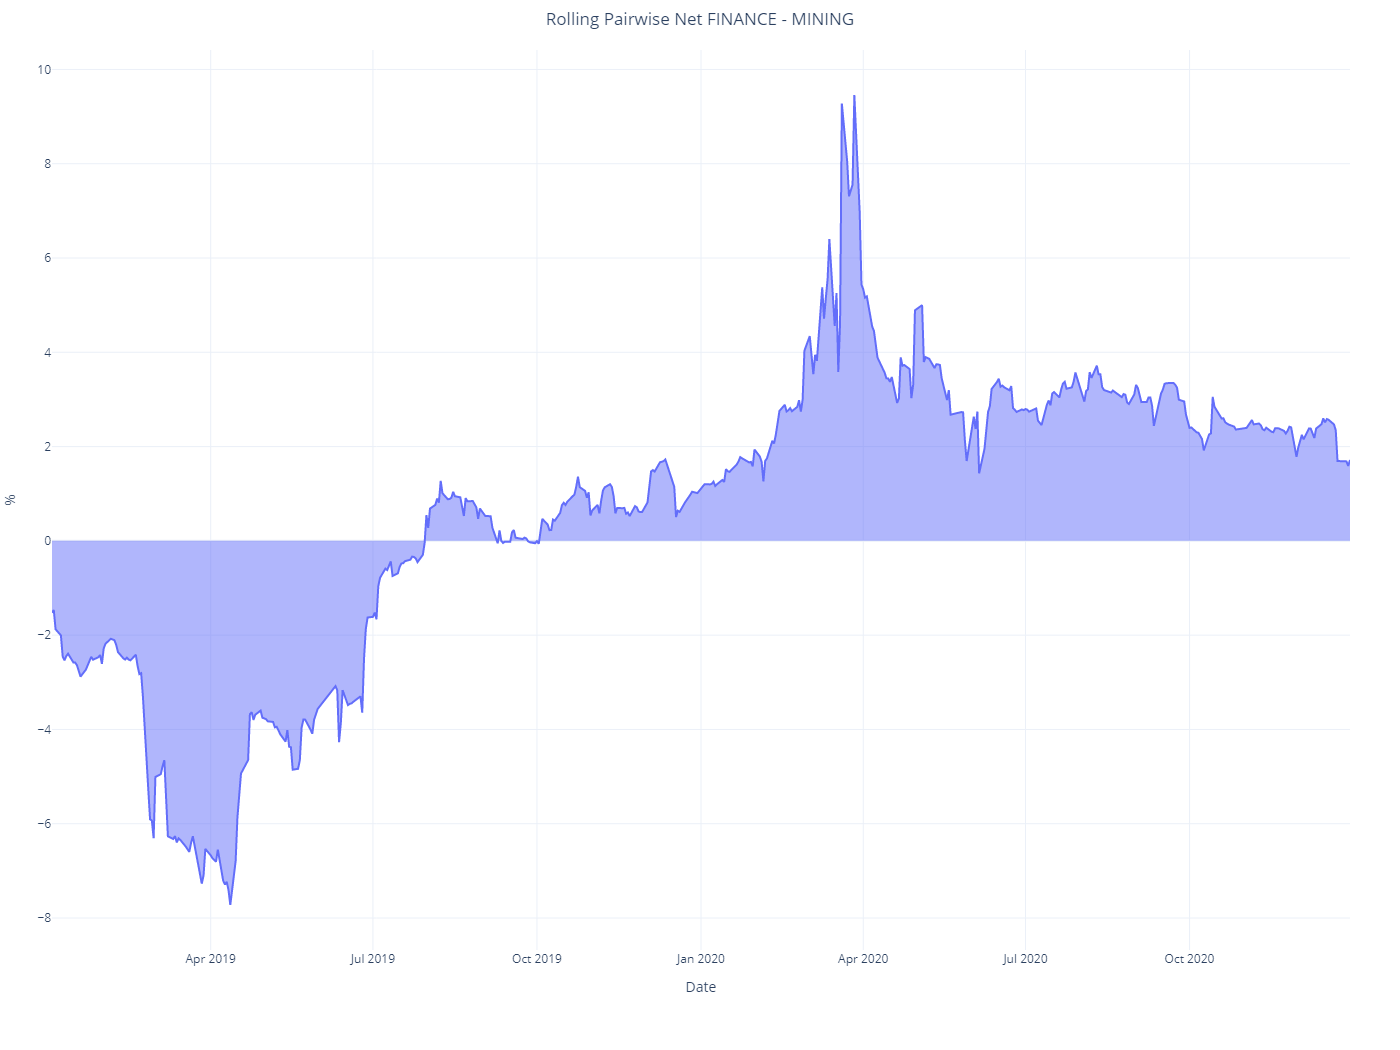 Rolling Pairwise Net FINANCE - MINING
10
8
6
4
2
0
−2
−4
−6
−8
%
Apr 2019
Jul 2019
Oct 2019
Jan 2020
Apr 2020
Jul 2020
Oct 2020
Date